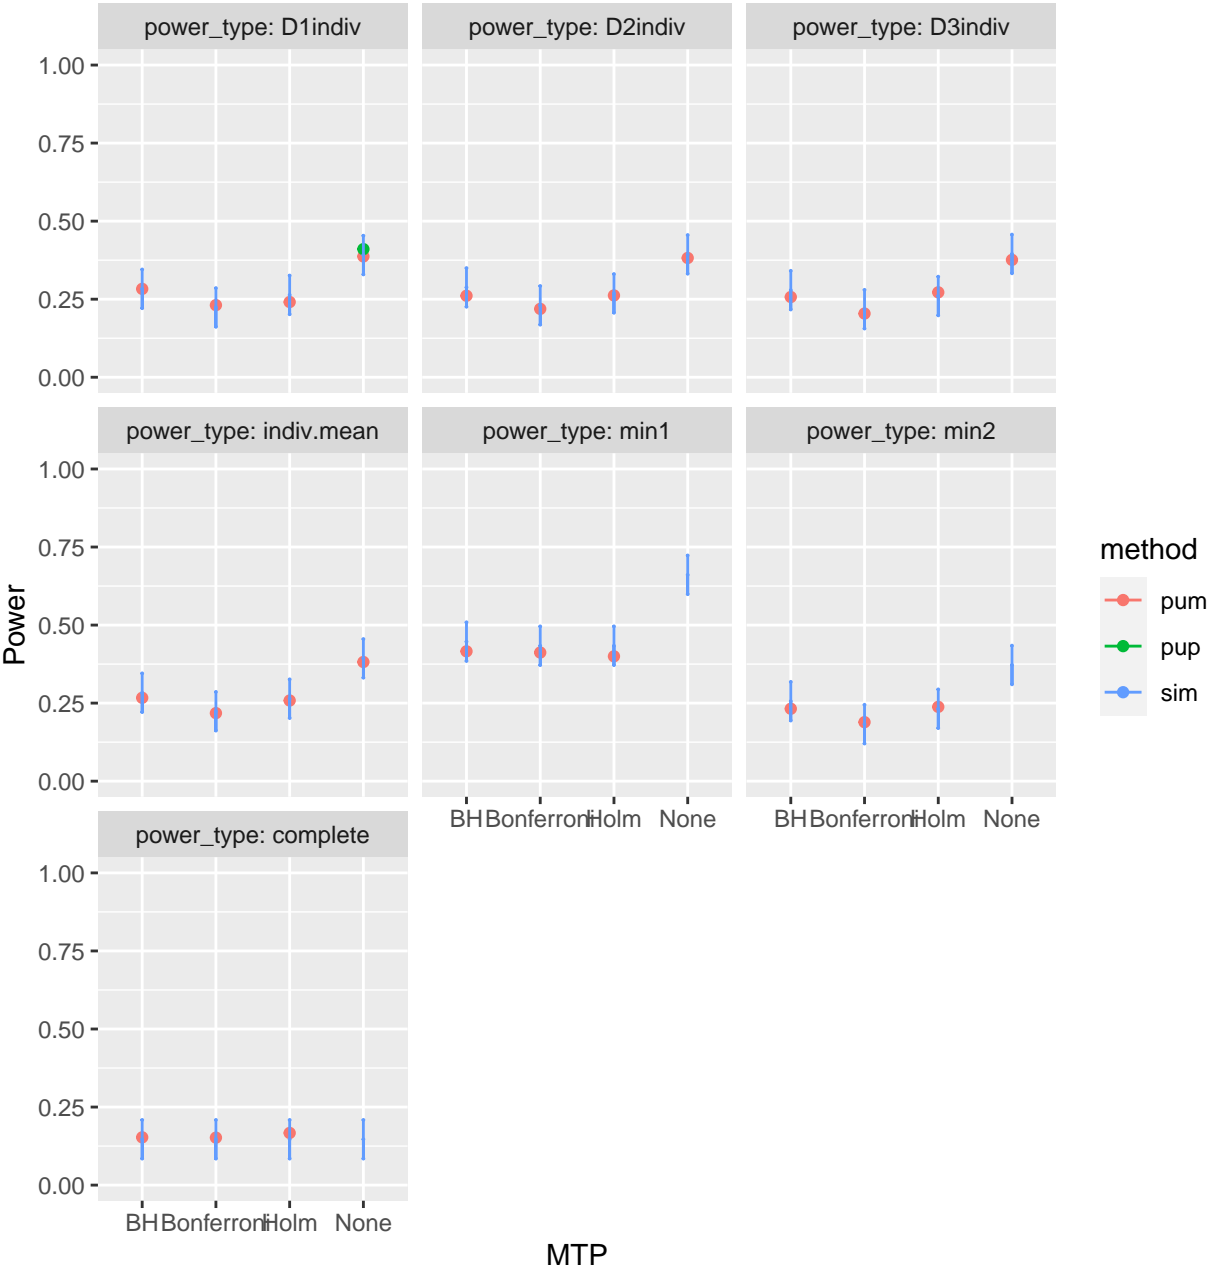 power_type: D1indiv power_type: D2indiv power_type: D3indiv
1.00
0.75
0.50
0.25
0.00
power_type: indiv.mean power_type: min1 power_type: min2
1.00
0.75
0.50
0.25
0.00
BH Bonferroni Holm None BH Bonferroni Holm None
power_type: complete
1.00
0.75
0.50
0.25
0.00
BH Bonferroni Holm None
MTP
Power
method
pum
pup
sim